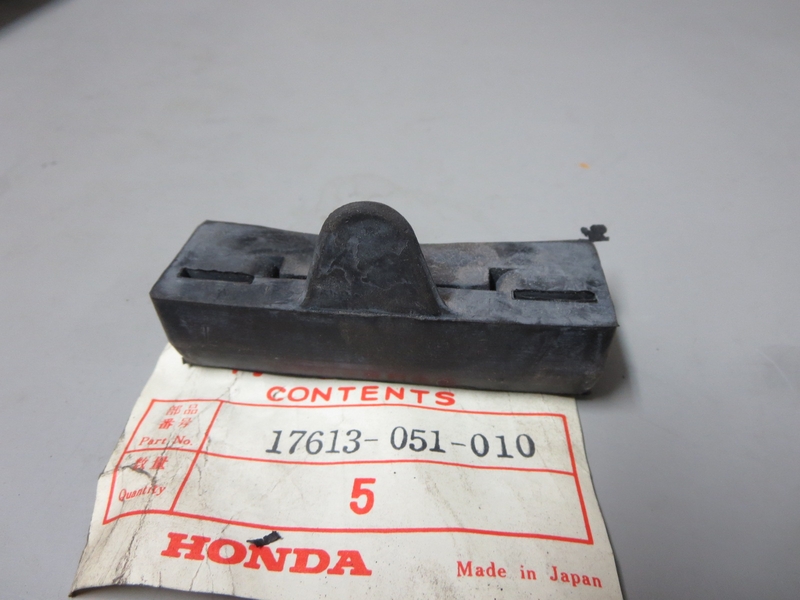 CONTENTS
部品
番号
Part No.
17613-051-010
数量
Quantity
5
HONDA
Made in Japan